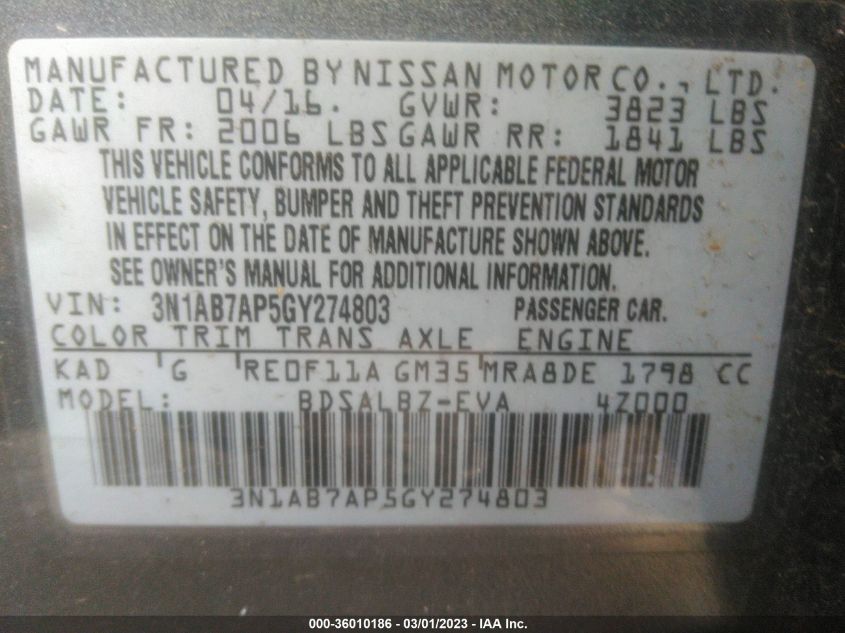 MANUFACTURED BY NISSAN MOTOR CO., LTD.
DATE: 04/16. GVWR: 3823 LBS
GAWR FR: 2006 LBS GAWR RR: 1841 LBS
THIS VEHICLE CONFORMS TO ALL APPLICABLE FEDERAL MOTOR
VEHICLE SAFETY, BUMPER AND THEFT PREVENTION STANDARDS
IN EFFECT ON THE DATE OF MANUFACTURE SHOWN ABOVE.
SEE OWNER'S MANUAL FOR ADDITIONAL INFORMATION.
VIN: 3N1AB7AP5GY274803 PASSENGER CAR.
COLOR TRIM TRANS AXLE ENGINE
KAD G RE0F11A GM35 MRA8DE 1798 CC
MODEL: BDSALBZ-EVA 4Z000
3N1AB7AP5GY274803
000-36010186 - 03/01/2023 - IAA Inc.